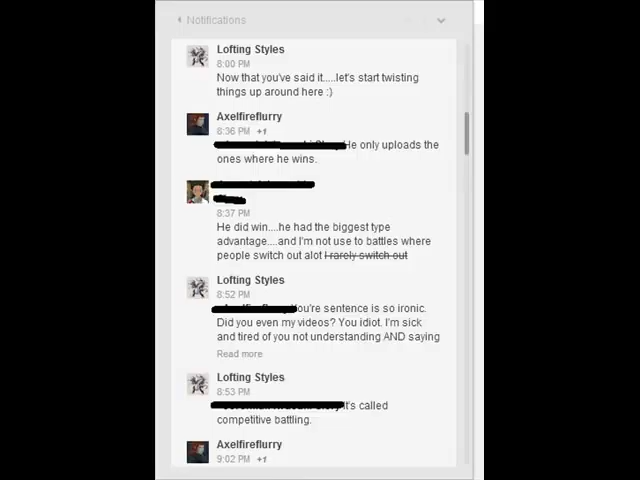 Notifications
Lofting Styles
8:00 PM
Now that you've said it.....let's start twisting
things up around here :)
Axelfireflurry
8:36 PM +1
He only uploads the
ones where he wins.
8:37 PM
He did win....he had the biggest type
advantage....and I'm not use to battles where
people switch out alot I rarely switch out
Lofting Styles
8:52 PM
You're sentence is so ironic.
Did you even my videos? You idiot. I'm sick
and tired of you not understanding AND saying
Read more
Lofting Styles
8:53 PM
It's called
competitive battling.
Axelfireflurry
9:02 PM +1